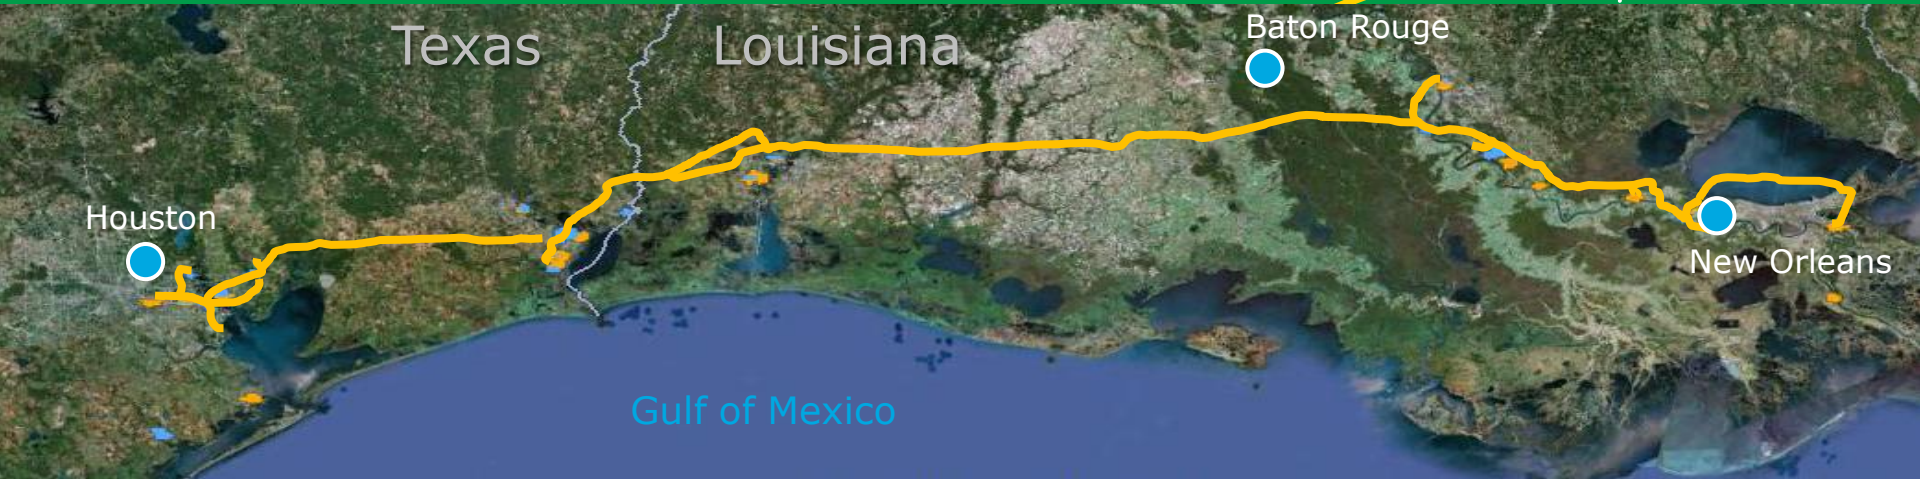 Baton Rouge
Texas
Louisiana
Houston
New Orleans
Gulf of Mexico